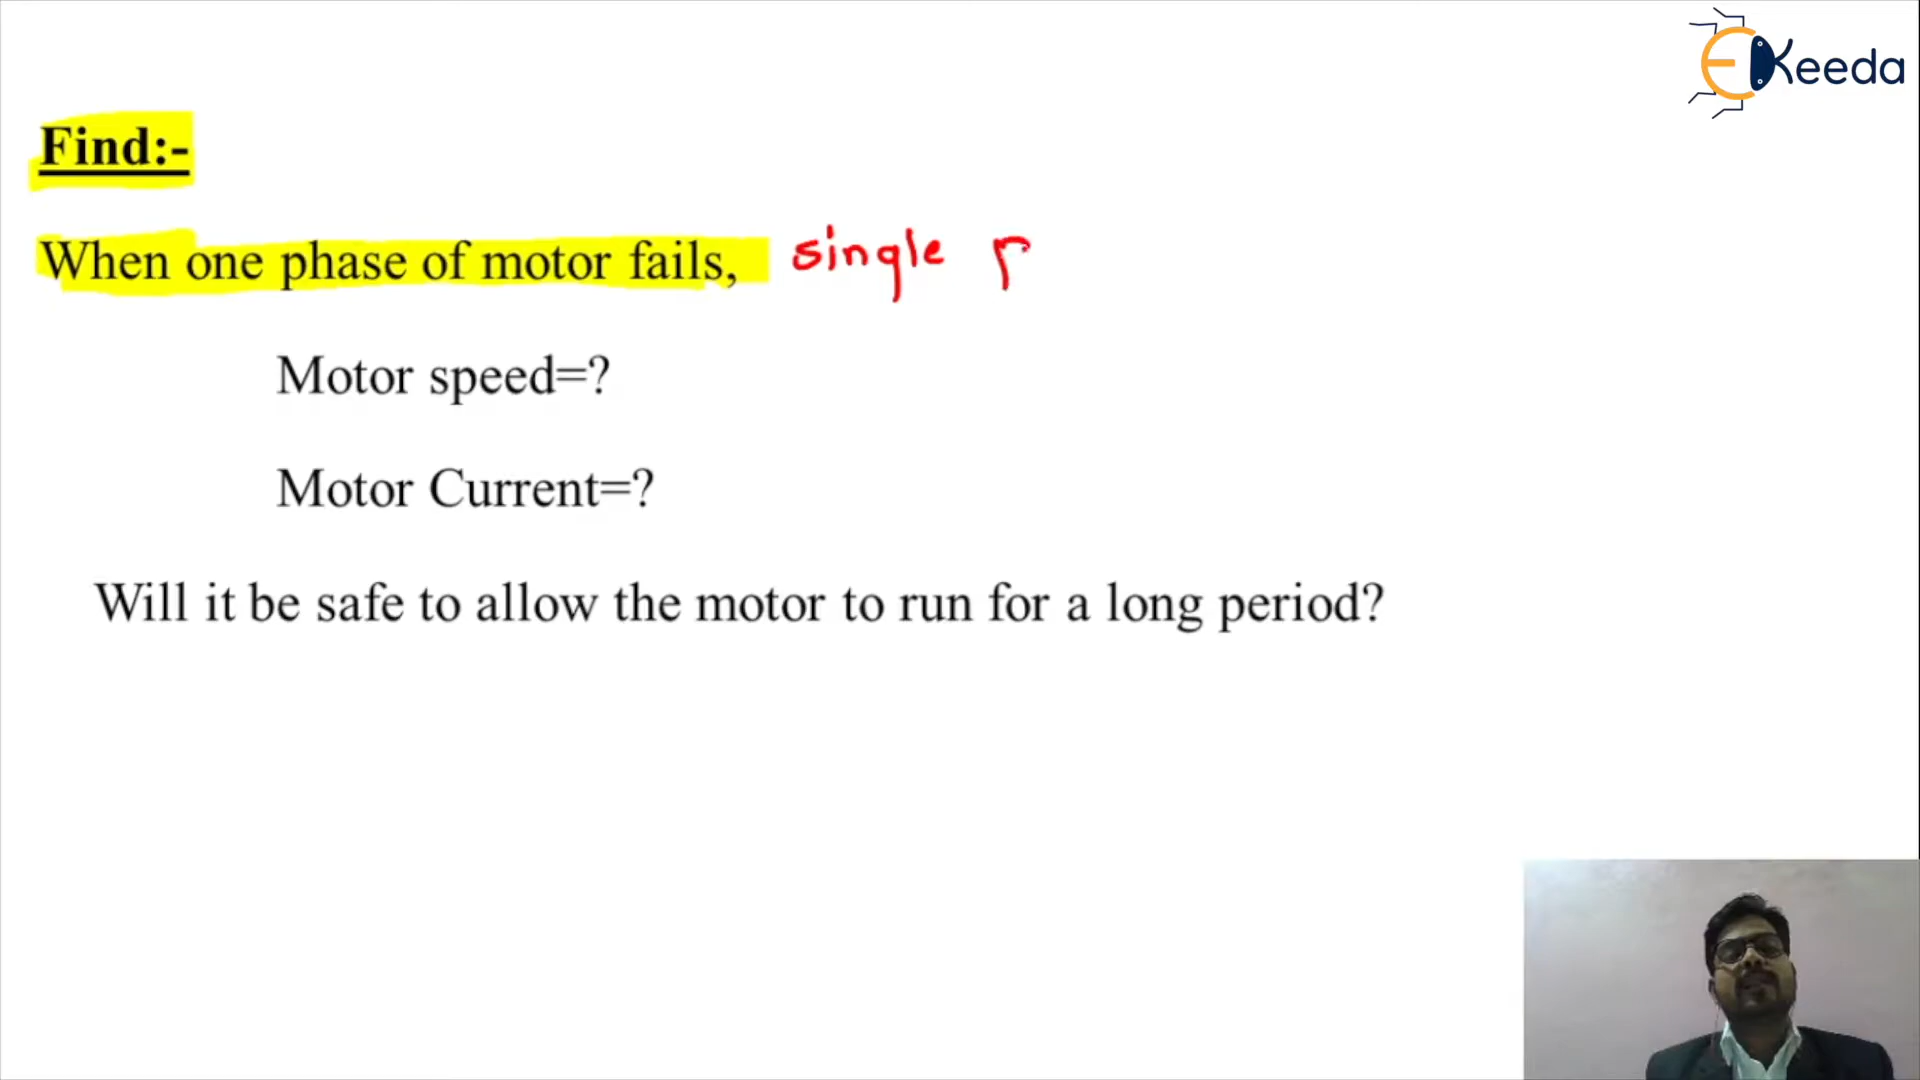 EKeeda
Find:-
When one phase of motor fails, single p
Motor speed=?
Motor Current=?
Will it be safe to allow the motor to run for a long period?